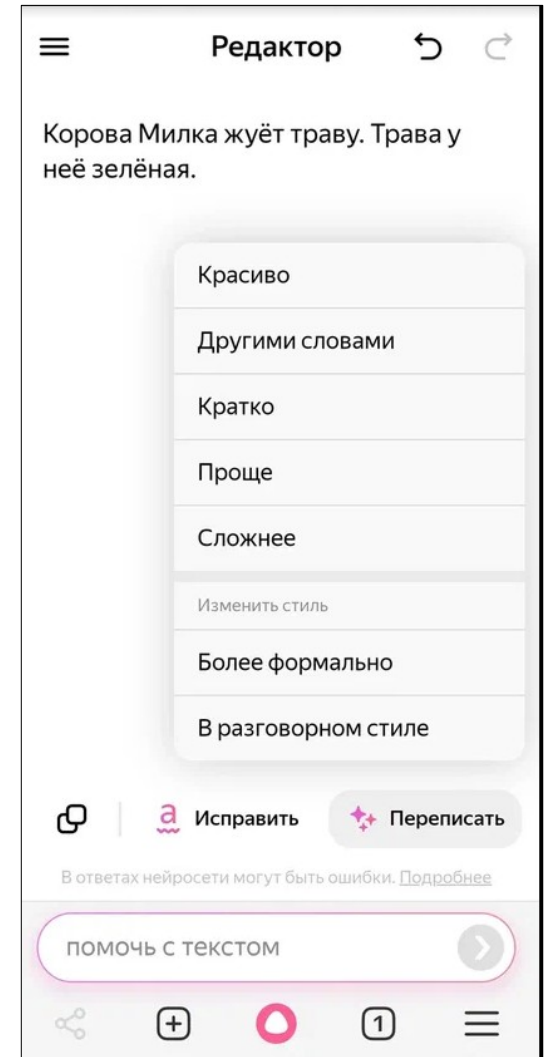 Редактор
Корова Милка жуёт траву. Трава у
неё зелёная.
Красиво
Другими словами
Кратко
Проще
Сложнее
Изменить стиль
Более формально
В разговорном стиле
a Исправить Переписать
В ответах нейросети могут быть ошибки. Подробнее
помочь с текстом
1